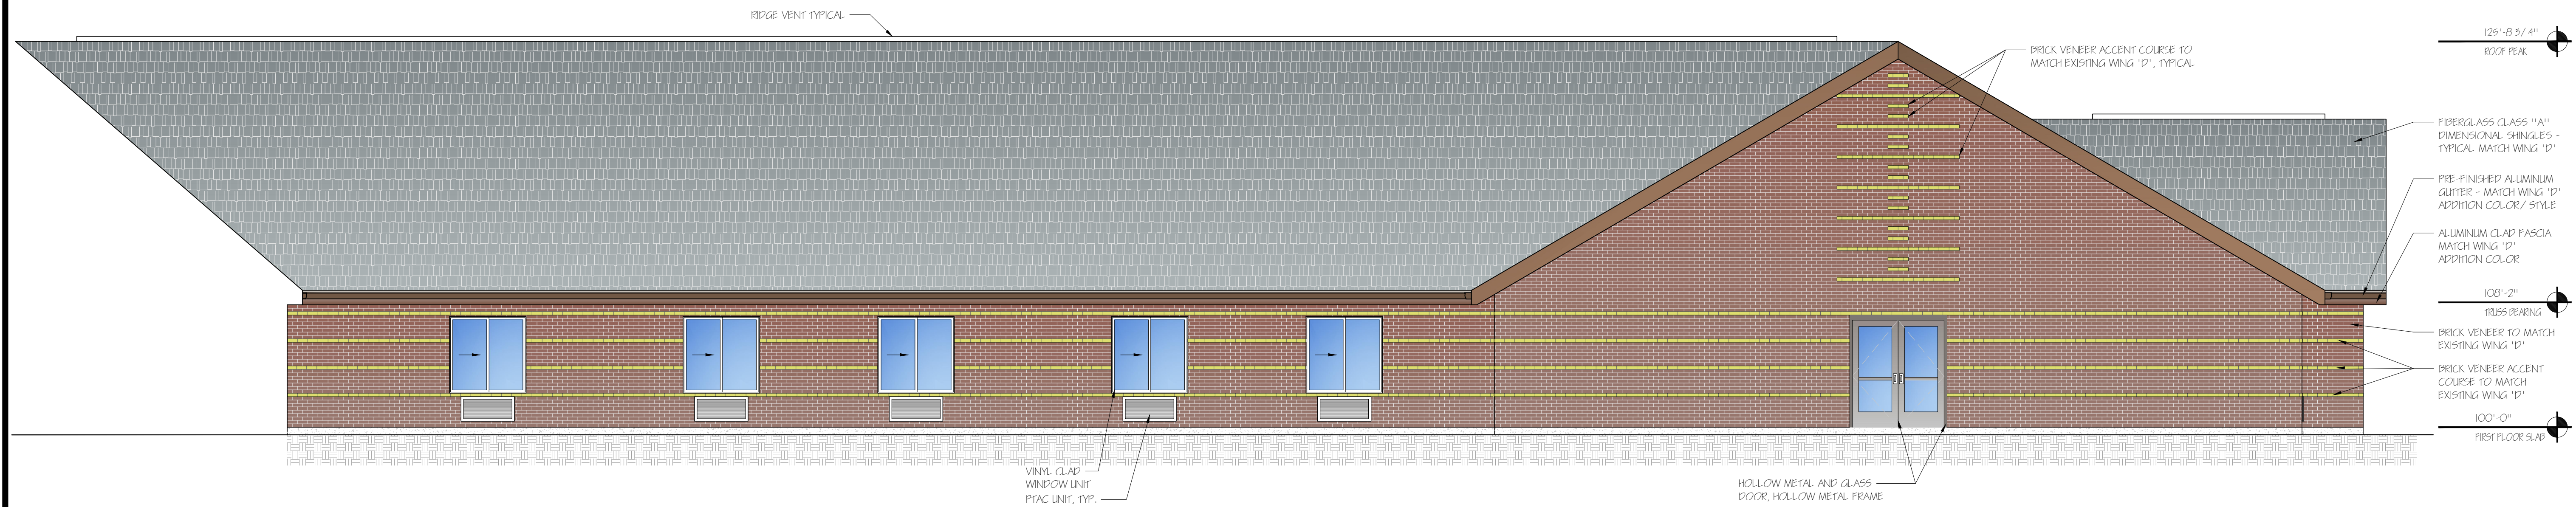 RIDGE VENT TYPICAL
BRICK VENEER ACCENT COURSE TO
MATCH EXISTING WING 'D', TYPICAL
125'-8 3/4"
ROOF PEAK
FIBERGLASS CLASS "A"
DIMENSIONAL SHINGLES -
TYPICAL MATCH WING 'D'
PRE-FINISHED ALUMINUM
GUTTER - MATCH WING 'D'
ADDITION COLOR/ STYLE
ALUMINUM CLAD FASCIA
MATCH WING 'D'
ADDITION COLOR
108'-2"
TRUSS BEARING
BRICK VENEER TO MATCH
EXISTING WING 'D'
BRICK VENEER ACCENT
COURSE TO MATCH
EXISTING WING 'D'
100'-0"
FIRST FLOOR SLAB
VINYL CLAD
WINDOW UNIT
PTAC UNIT, TYP.
HOLLOW METAL AND GLASS
DOOR, HOLLOW METAL FRAME